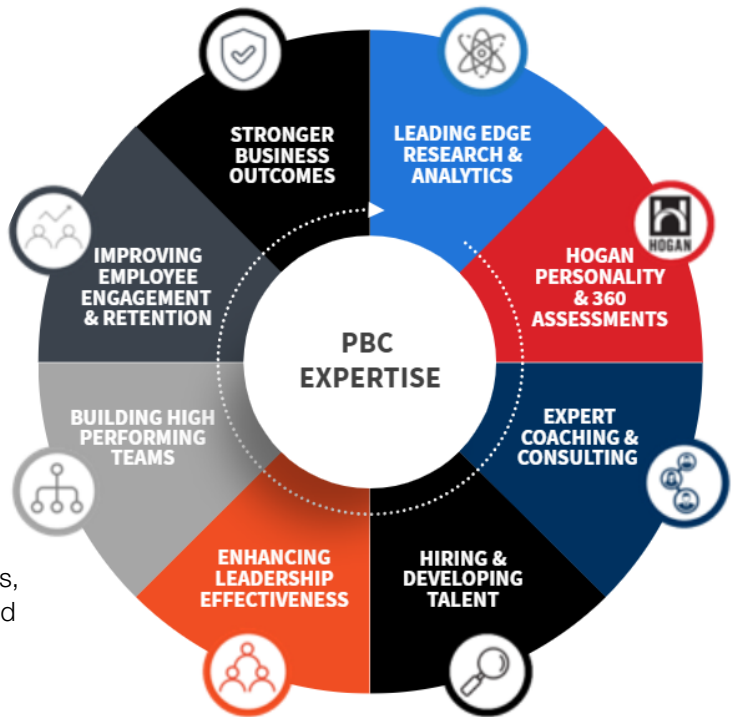 STRONGER
BUSINESS
OUTCOMES
LEADING EDGE
RESEARCH &
ANALYTICS
HOGAN
HOGAN
PERSONALITY
& 360
ASSESSMENTS
EXPERT
COACHING &
CONSULTING
HIRING &
DEVELOPING
TALENT
ENHANCING
LEADERSHIP
EFFECTIVENESS
BUILDING HIGH
PERFORMING
TEAMS
IMPROVING
EMPLOYEE
ENGAGEMENT
& RETENTION
PBC
EXPERTISE
s,
d